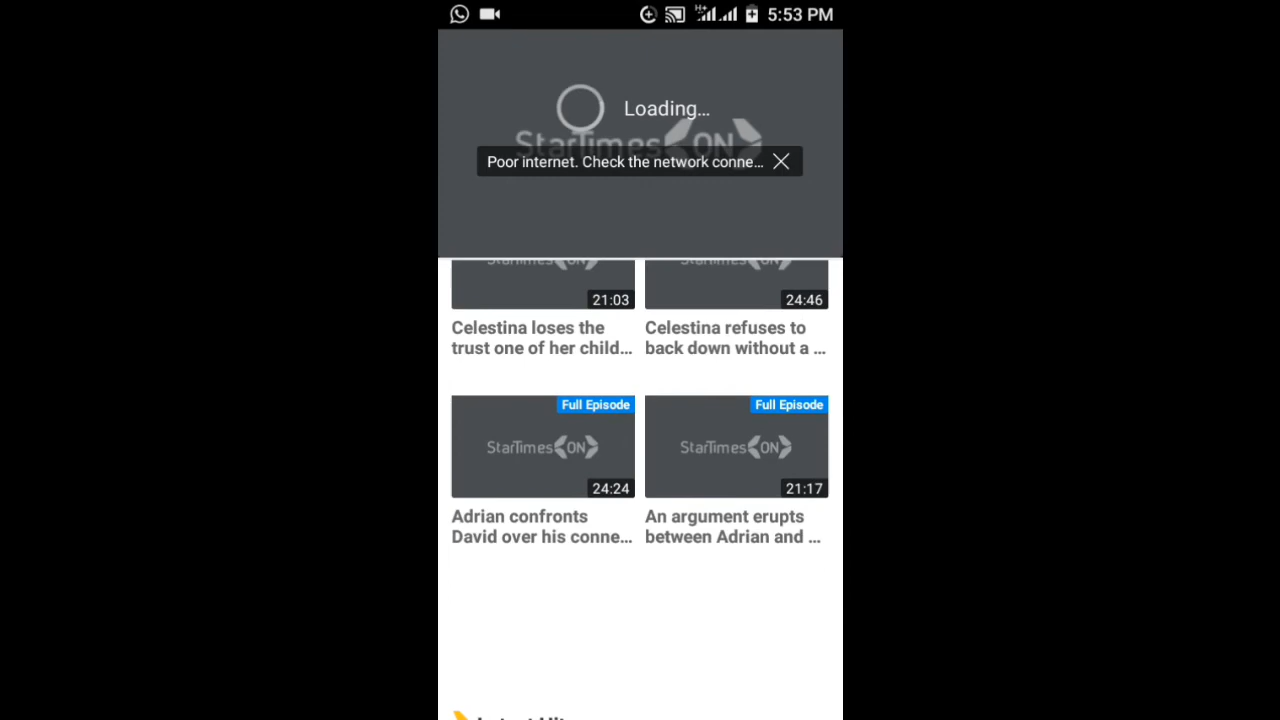 H+ 5:53 PM
Loading...
StarTimes ON
Poor internet. Check the network conne...
StarTimes ON StarTimes ON
21:03 24:46
Celestina loses the Celestina refuses to
trust one of her child... back down without a ...
Full Episode Full Episode
StarTimes ON StarTimes ON
24:24 21:17
Adrian confronts An argument erupts
David over his conne... between Adrian and ...